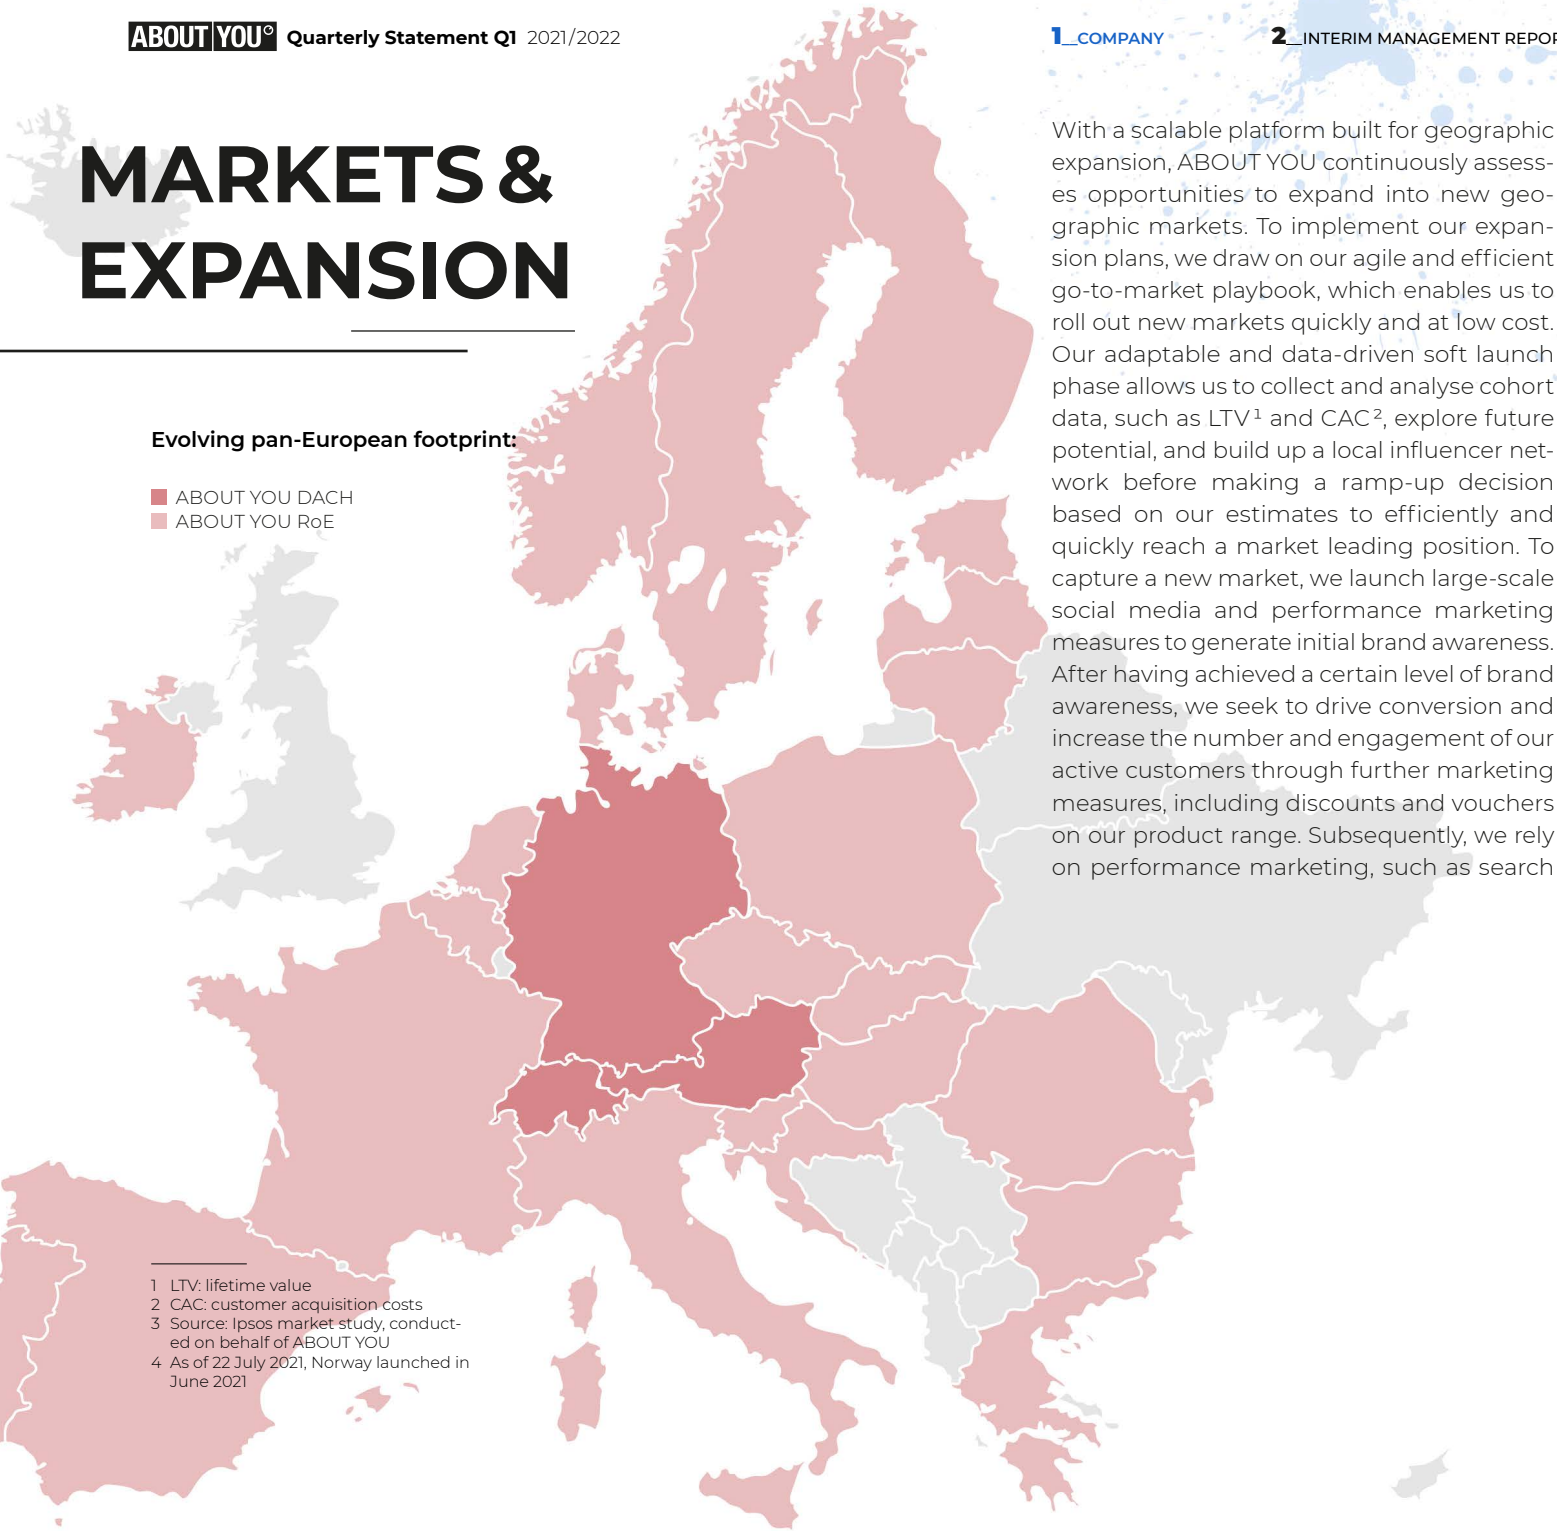 ABOUT YOU° Quarterly Statement Q1 2021/2022
1__COMPANY
2__INTERIM MANAGEMENT REPOR
MARKETS &
EXPANSION
Evolving pan-European footprint:
ABOUT YOU DACH
ABOUT YOU RoE
1 LTV: lifetime value
2 CAC: customer acquisition costs
3 Source: Ipsos market study, conduct-
ed on behalf of ABOUT YOU
4 As of 22 July 2021, Norway launched in
June 2021
With a scalable platform built for geographic
expansion, ABOUT YOU continuously assess-
es opportunities to expand into new geo-
graphic markets. To implement our expan-
sion plans, we draw on our agile and efficient
go-to-market playbook, which enables us to
roll out new markets quickly and at low cost.
Our adaptable and data-driven soft launch
phase allows us to collect and analyse cohort
data, such as LTV¹ and CAC², explore future
potential, and build up a local influencer net-
work before making a ramp-up decision
based on our estimates to efficiently and
quickly reach a market leading position. To
capture a new market, we launch large-scale
social media and performance marketing
measures to generate initial brand awareness.
After having achieved a certain level of brand
awareness, we seek to drive conversion and
increase the number and engagement of our
active customers through further marketing
measures, including discounts and vouchers
on our product range. Subsequently, we rely
on performance marketing, such as search